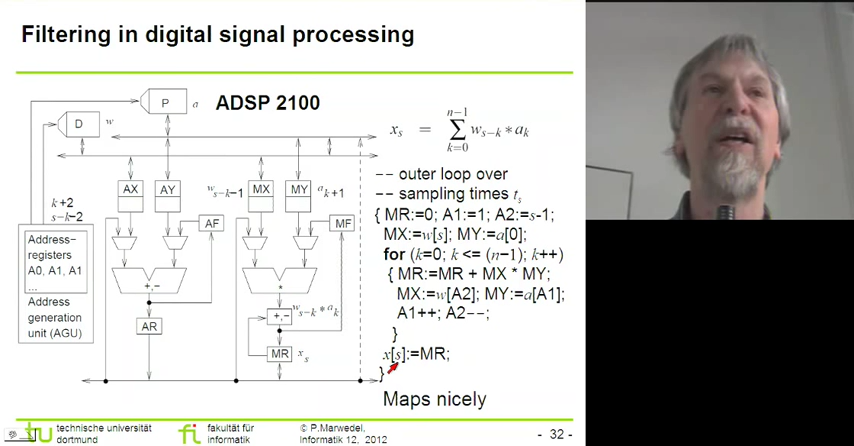 Filtering in digital signal processing
P a ADSP 2100
D w
x_s = \sum_{k=0}^{n-1} w_{s-k} * a_k
-- outer loop over
AX AY w_{s-k-1} MX MY a_{k+1}
-- sampling times t_s
k+2
s-k-2
{ MR:=0; A1:=1; A2:=s-1;
AF MF
MX:=w[s]; MY:=a[0];
Address-
registers
A0, A1, A1
...
Address
generation
unit (AGU)
for (k=0; k <= (n-1); k++)
{ MR:=MR + MX * MY;
+,- *
MX:=w[A2]; MY:=a[A1];
A1++; A2--;
+,- w_{s-k} * a_k
AR
}
MR x_s
x[s]:=MR;
}
Maps nicely
tu technische universität
dortmund
fi fakultät für
informatik
© P.Marwedel,
Informatik 12, 2012
- 32 -